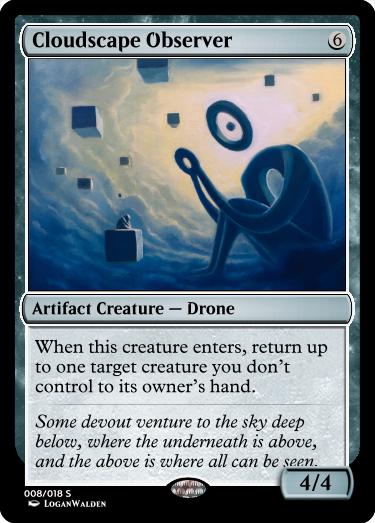 Cloudscape Observer 6
Artifact Creature — Drone
When this creature enters, return up
to one target creature you don't
control to its owner's hand.
Some devout venture to the sky deep
below, where the underneath is above,
and the above is where all can be seen.
4/4
008/018 S
LoganWalden